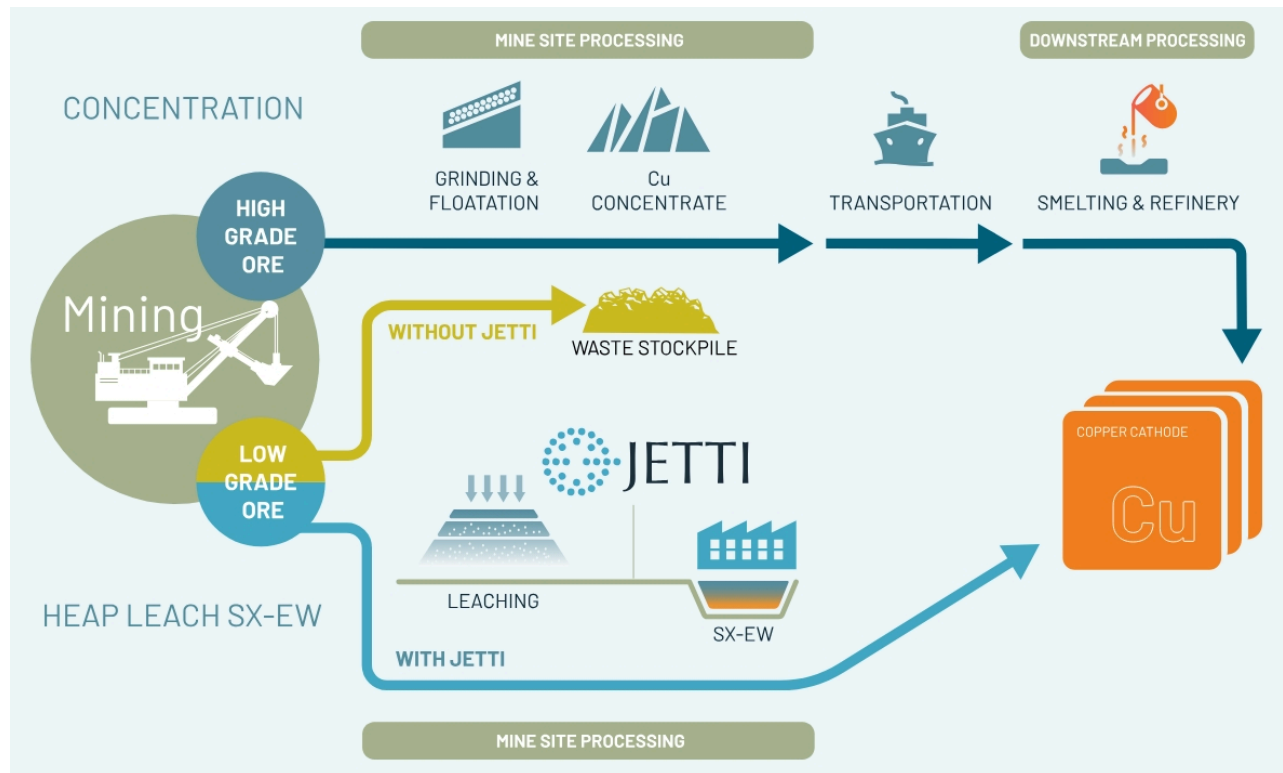 MINE SITE PROCESSING
DOWNSTREAM PROCESSING
CONCENTRATION
GRINDING &
FLOATATION
Cu
CONCENTRATE
TRANSPORTATION
SMELTING & REFINERY
HIGH
GRADE
ORE
Mining
WITHOUT JETTI
WASTE STOCKPILE
LOW
GRADE
ORE
JETTI
COPPER CATHODE
Cu
LEACHING
SX-EW
HEAP LEACH SX-EW
WITH JETTI
MINE SITE PROCESSING